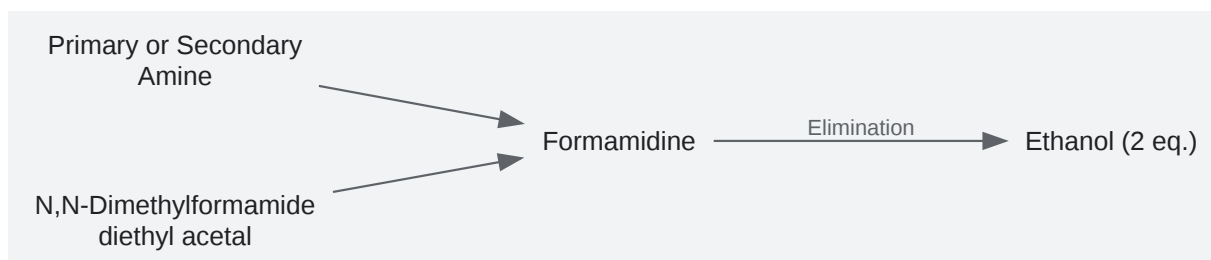 Primary or Secondary
Amine
N,N-Dimethylformamide
diethyl acetal
Formamidine
Elimination
Ethanol (2 eq.)